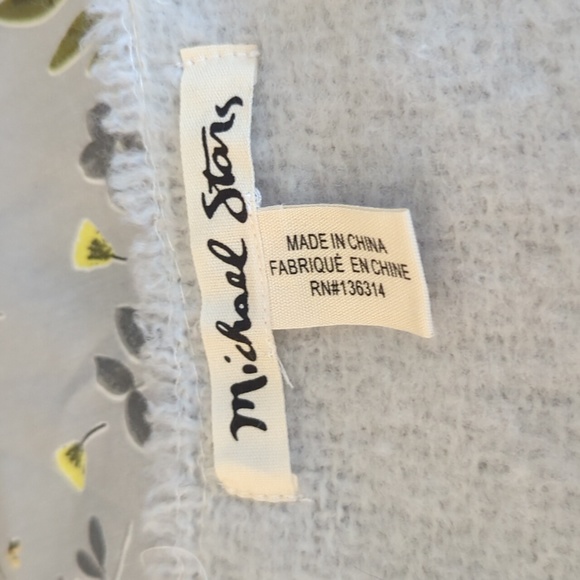 Michael Stars
MADE IN CHINA
FABRIQUÉ EN CHINE
RN#136314